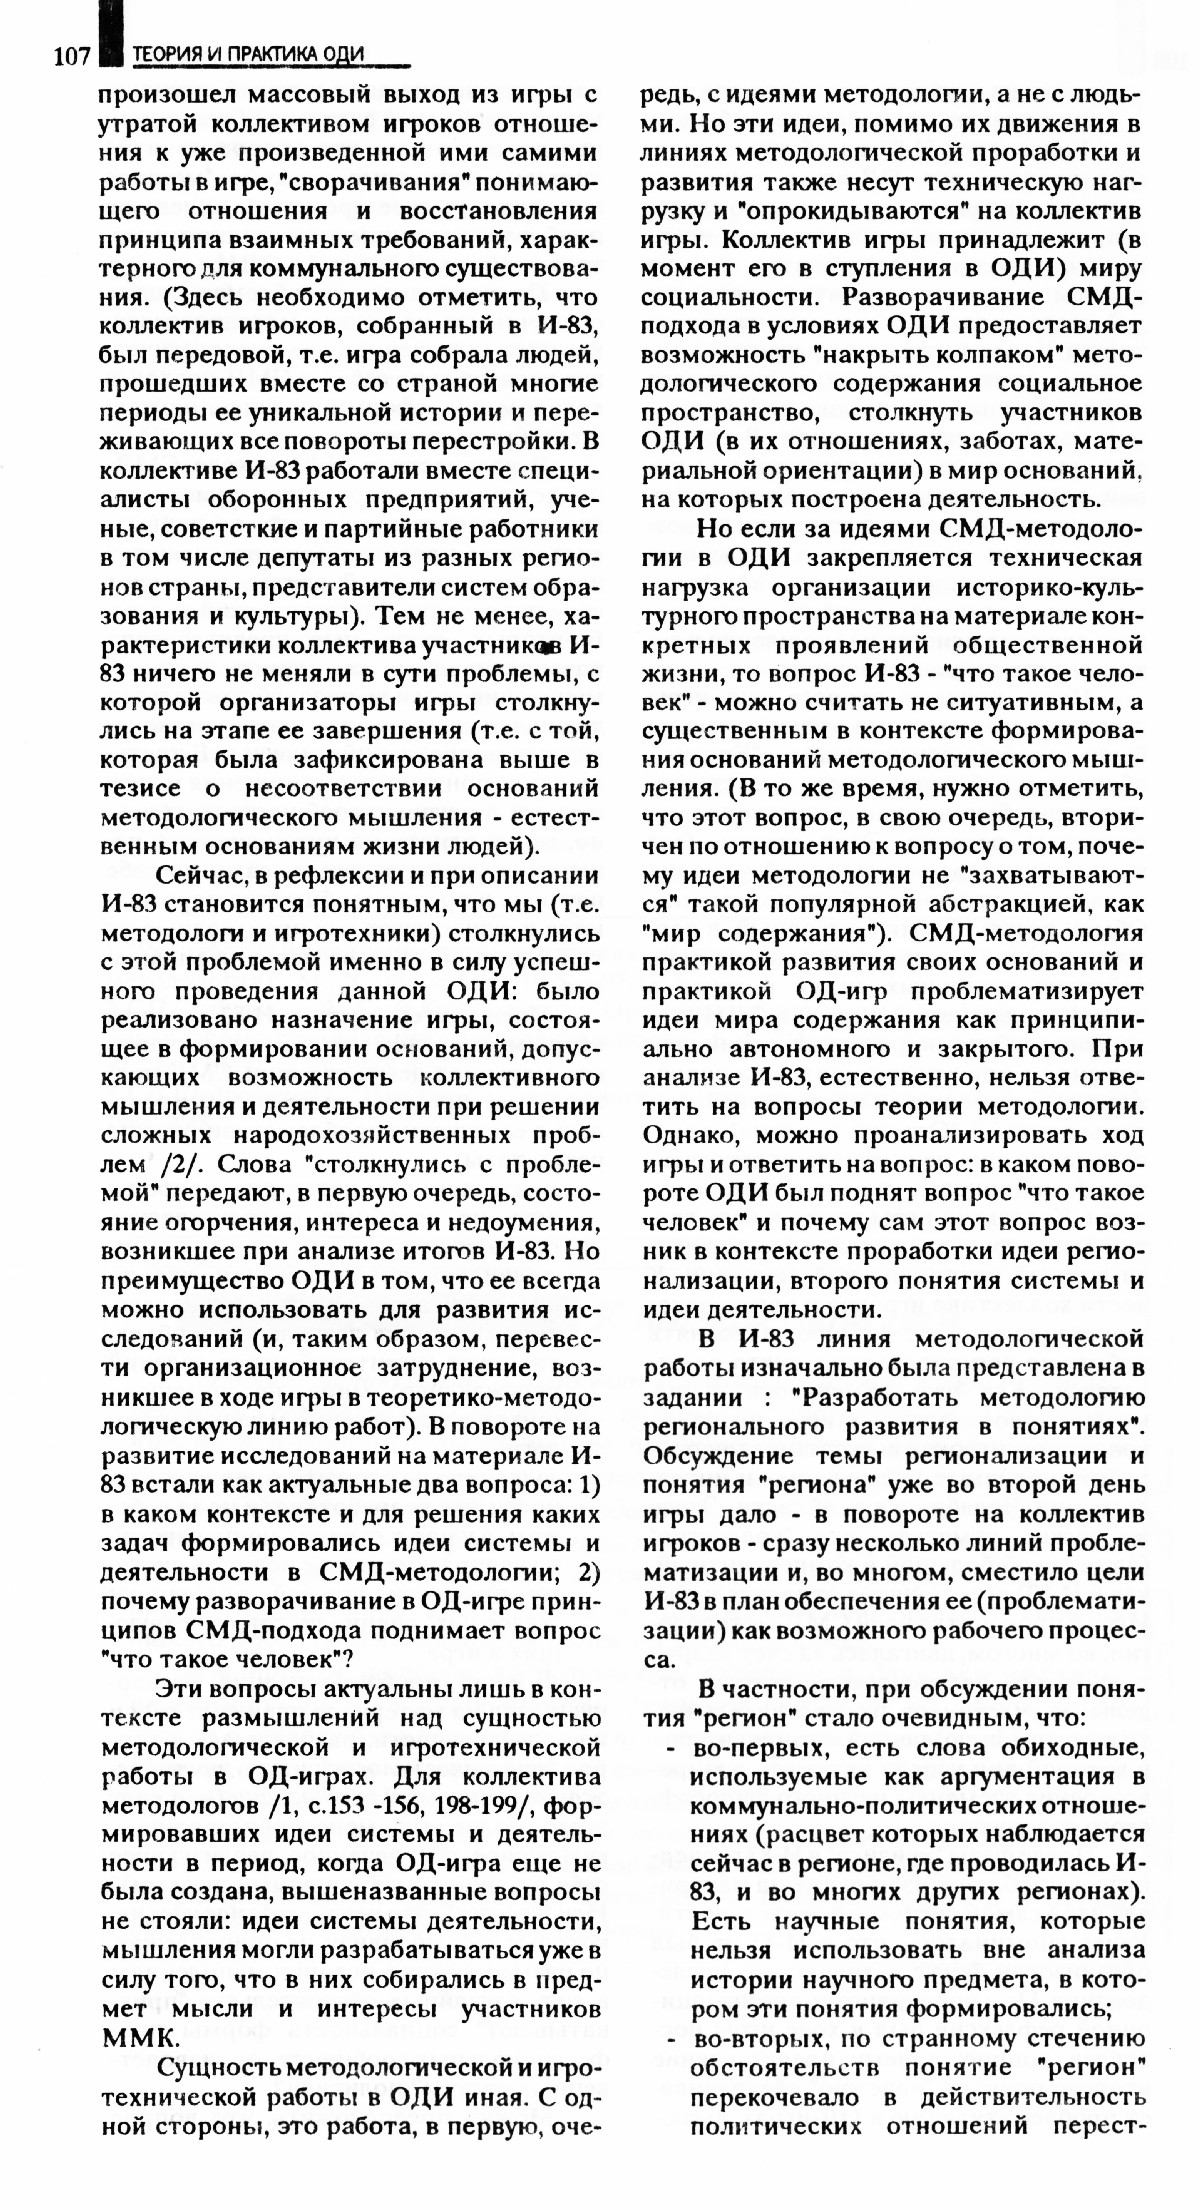 107 ТЕОРИЯ И ПРАКТИКА ОДИ
произошел массовый выход из игры с
утратой коллективом игроков отноше-
ния к уже произведенной ими самими
работы в игре, "сворачивания" понимаю-
щего отношения и восстановления
принципа взаимных требований, харак-
терного для коммунального существова-
ния. (Здесь необходимо отметить, что
коллектив игроков, собранный в И-83,
был передовой, т.е. игра собрала людей,
прошедших вместе со страной многие
периоды ее уникальной истории и пере-
живающих все повороты перестройки. В
коллективе И-83 работали вместе специ-
алисты оборонных предприятий, уче-
ные, советсткие и партийные работники
в том числе депутаты из разных регио-
нов страны, представители систем обра-
зования и культуры). Тем не менее, ха-
рактеристики коллектива участников И-
83 ничего не меняли в сути проблемы, с
которой организаторы игры столкну-
лись на этапе ее завершения (т.е. с той,
которая была зафиксирована выше в
тезисе о несоответствии оснований
методологического мышления - естест-
венным основаниям жизни людей).
Сейчас, в рефлексии и при описании
И-83 становится понятным, что мы (т.е.
методологи и игротехники) столкнулись
с этой проблемой именно в силу успеш-
ного проведения данной ОДИ: было
реализовано назначение игры, состоя-
щее в формировании оснований, допус-
кающих возможность коллективного
мышления и деятельности при решении
сложных народохозяйственных проб-
лем /2/. Слова "столкнулись с пробле-
мой" передают, в первую очередь, состо-
яние огорчения, интереса и недоумения,
возникшее при анализе итогов И-83. Но
преимущество ОДИ в том, что ее всегда
можно использовать для развития ис-
следований (и, таким образом, перевес-
ти организационное затруднение, воз-
никшее в ходе игры в теоретико-методо-
логическую линию работ). В повороте на
развитие исследований на материале И-
83 встали как актуальные два вопроса: 1)
в каком контексте и для решения каких
задач формировались идеи системы и
деятельности в СМД-методологии; 2)
почему разворачивание в ОД-игре прин-
ципов СМД-подхода поднимает вопрос
"что такое человек"?
Эти вопросы актуальны лишь в кон-
тексте размышлений над сущностью
методологической и игротехнической
работы в ОД-играх. Для коллектива
методологов /1, с.153 -156, 198-199/, фор-
мировавших идеи системы и деятель-
ности в период, когда ОД-игра еще не
была создана, вышеназванные вопросы
не стояли: идеи системы деятельности,
мышления могли разрабатываться уже в
силу того, что в них собирались в пред-
мет мысли и интересы участников
ММК.
Сущность методологической и игро-
технической работы в ОДИ иная. С од-
ной стороны, это работа, в первую, оче-
редь, с идеями методологии, а не с людь-
ми. Но эти идеи, помимо их движения в
линиях методологической проработки и
развития также несут техническую наг-
рузку и "опрокидываются" на коллектив
игры. Коллектив игры принадлежит (в
момент его в ступления в ОДИ) миру
социальности. Разворачивание СМД-
подхода в условиях ОДИ предоставляет
возможность "накрыть колпаком" мето-
дологического содержания социальное
пространство, столкнуть участников
ОДИ (в их отношениях, заботах, мате-
риальной ориентации) в мир оснований,
на которых построена деятельность.
Но если за идеями СМД-методоло-
гии в ОДИ закрепляется техническая
нагрузка организации историко-куль-
турного пространства на материале кон-
кретных проявлений общественной
жизни, то вопрос И-83 - "что такое чело-
век" - можно считать не ситуативным, а
существенным в контексте формирова-
ния оснований методологического мыш-
ления. (В то же время, нужно отметить,
что этот вопрос, в свою очередь, втори-
чен по отношению к вопросу о том, поче-
му идеи методологии не "захватывают-
ся" такой популярной абстракцией, как
"мир содержания"). СМД-методология
практикой развития своих оснований и
практикой ОД-игр проблематизирует
идеи мира содержания как принципи-
ально автономного и закрытого. При
анализе И-83, естественно, нельзя отве-
тить на вопросы теории методологии.
Однако, можно проанализировать ход
игры и ответить на вопрос: в каком пово-
роте ОДИ был поднят вопрос "что такое
человек" и почему сам этот вопрос воз-
ник в контексте проработки идеи регио-
нализации, второго понятия системы и
идеи деятельности.
В И-83 линия методологической
работы изначально была представлена в
задании : "Разработать методологию
регионального развития в понятиях".
Обсуждение темы регионализации и
понятия "региона" уже во второй день
игры дало - в повороте на коллектив
игроков - сразу несколько линий пробле-
матизации и, во многом, сместило цели
И-83 в план обеспечения ее (проблемати-
зации) как возможного рабочего процес-
са.
В частности, при обсуждении поня-
тия "регион" стало очевидным, что:
- во-первых, есть слова обиходные,
используемые как аргументация в
коммунально-политических отноше-
ниях (расцвет которых наблюдается
сейчас в регионе, где проводилась И-
83, и во многих других регионах).
Есть научные понятия, которые
нельзя использовать вне анализа
истории научного предмета, в кото-
ром эти понятия формировались;
- во-вторых, по странному стечению
обстоятельств понятие "регион"
перекочевало в действительность
политических отношений перест-